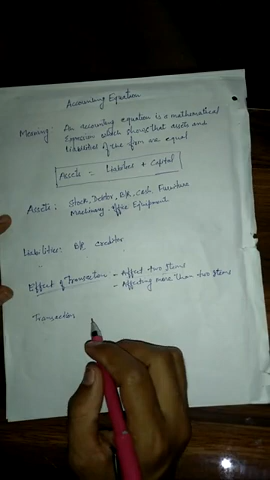 Accounting Equation
Meaning: An accounting equation is a mathematical
Expression which shows that assets and
liabilities of the firm are equal
Assets = Liabilities + Capital
Assets: Stock, Debtor, B/R, Cash, Furniture
Machinery, Office Equipment
Liabilities: B/P, Creditor
Effect of Transaction - Affect two Items
- Affecting more than two Items
Transaction